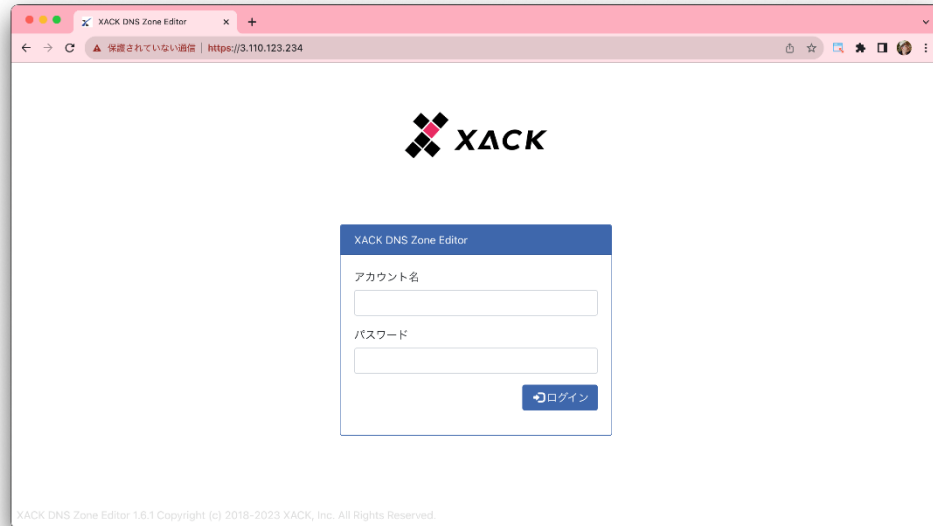 XACK DNS Zone Editor
保護されていない通信 | https://3.110.123.234
XACK
XACK DNS Zone Editor
アカウント名
パスワード
ログイン
XACK DNS Zone Editor 1.6.1 Copyright (c) 2018-2023 XACK, Inc. All Rights Reserved.